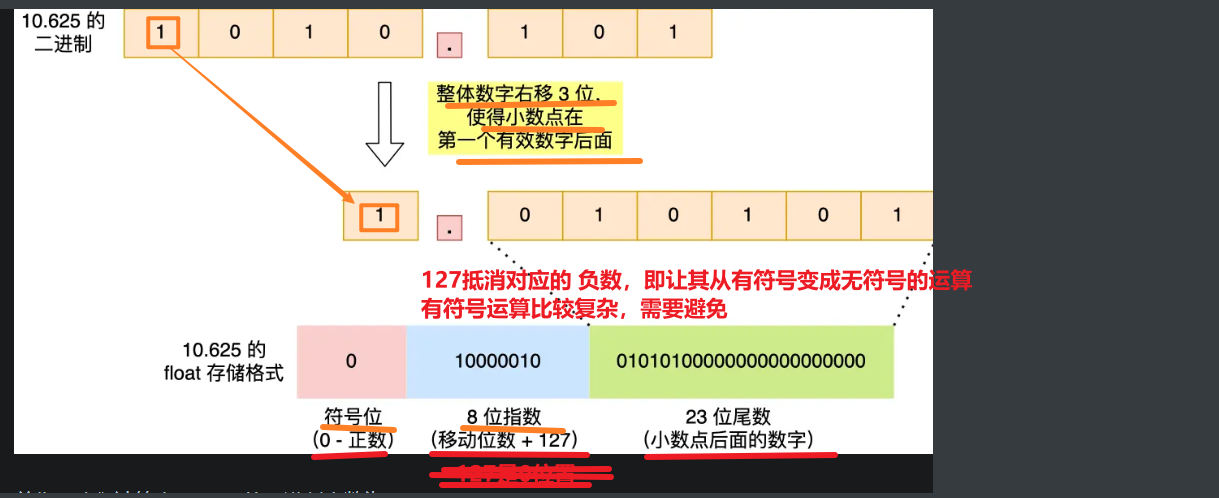 10.625 的
二进制
1 0 1 0 . 1 0 1
整体数字右移 3 位，
使得小数点在
第一个有效数字后面
1 . 0 1 0 1 0 1
127抵消对应的 负数，即让其从有符号变成无符号的运算
有符号运算比较复杂，需要避免
10.625 的
float 存储格式
0 10000010 01010100000000000000000
符号位 8 位指数 23 位尾数
（0 - 正数） （移动位数 + 127） （小数点后面的数字）